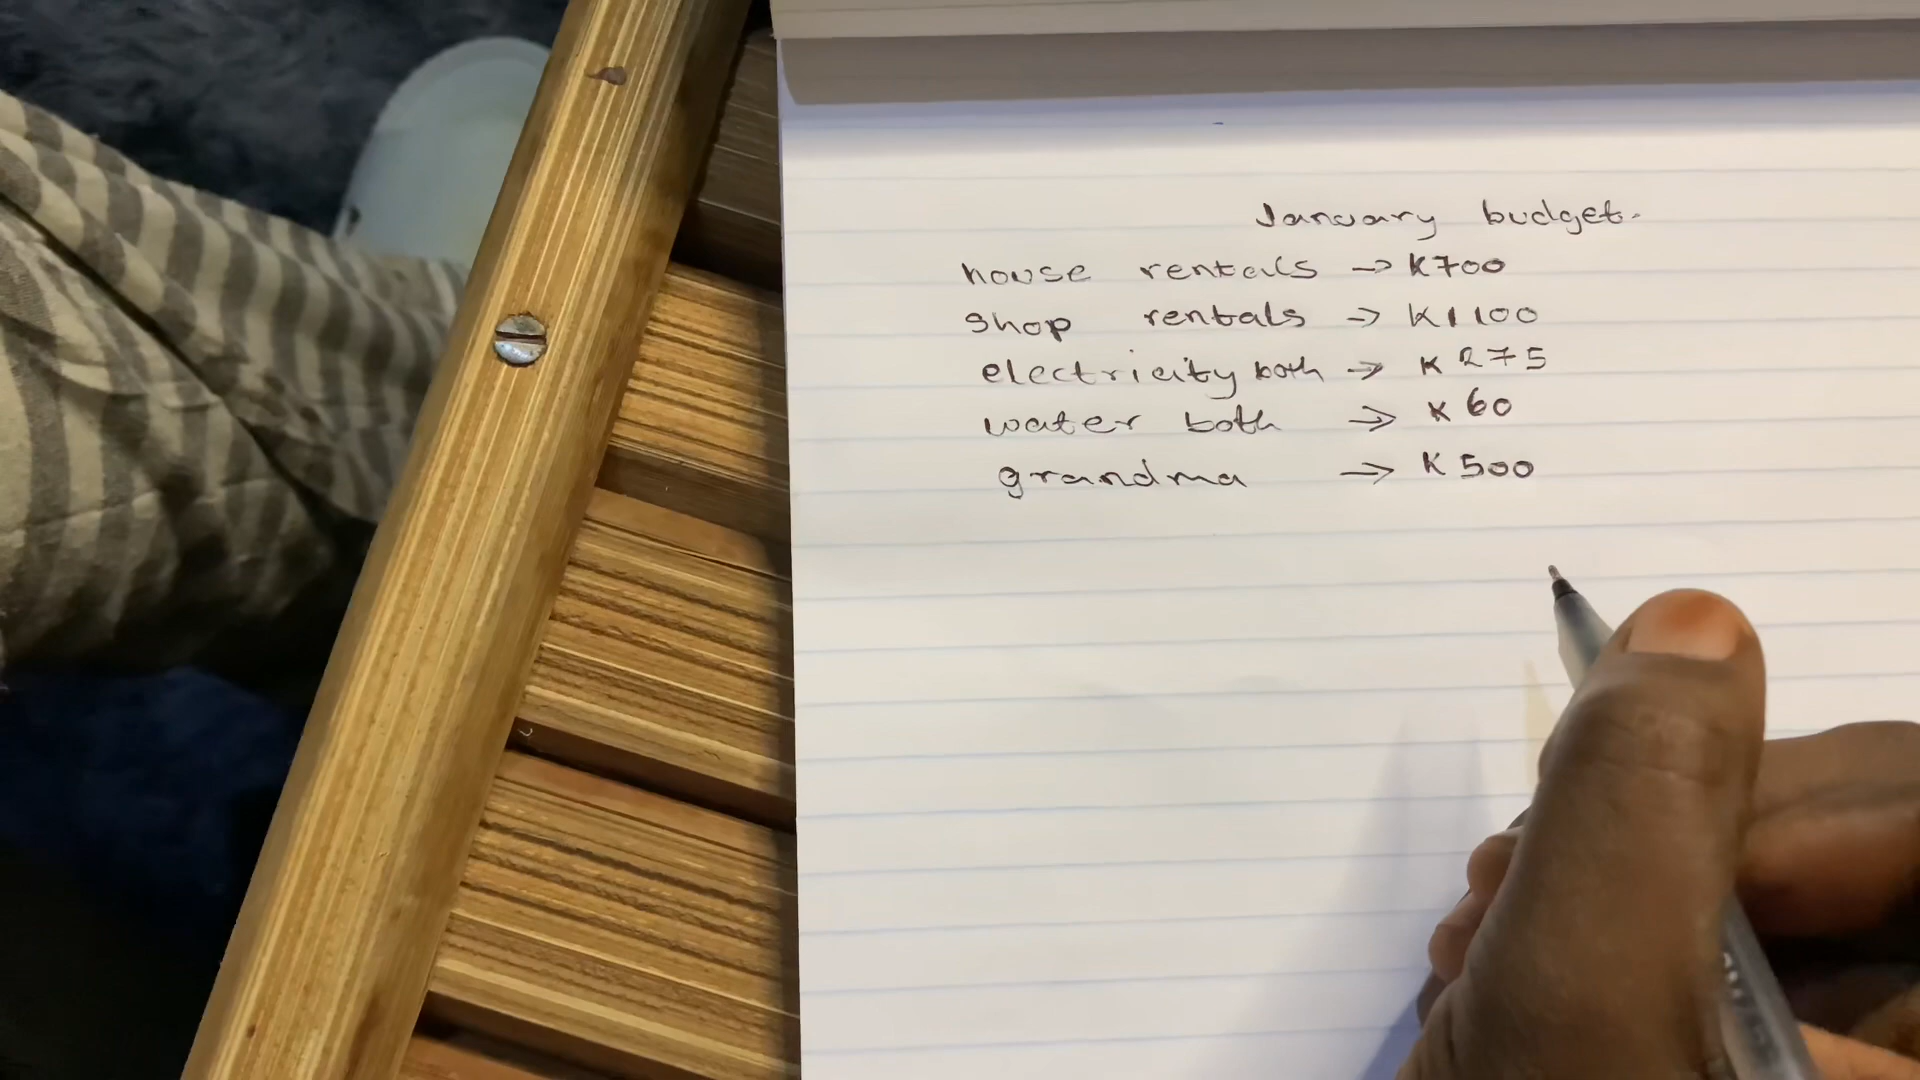 January budget.
house rentals → K700
shop rentals → K1100
electricity both → K275
water both → K60
grandma → K500